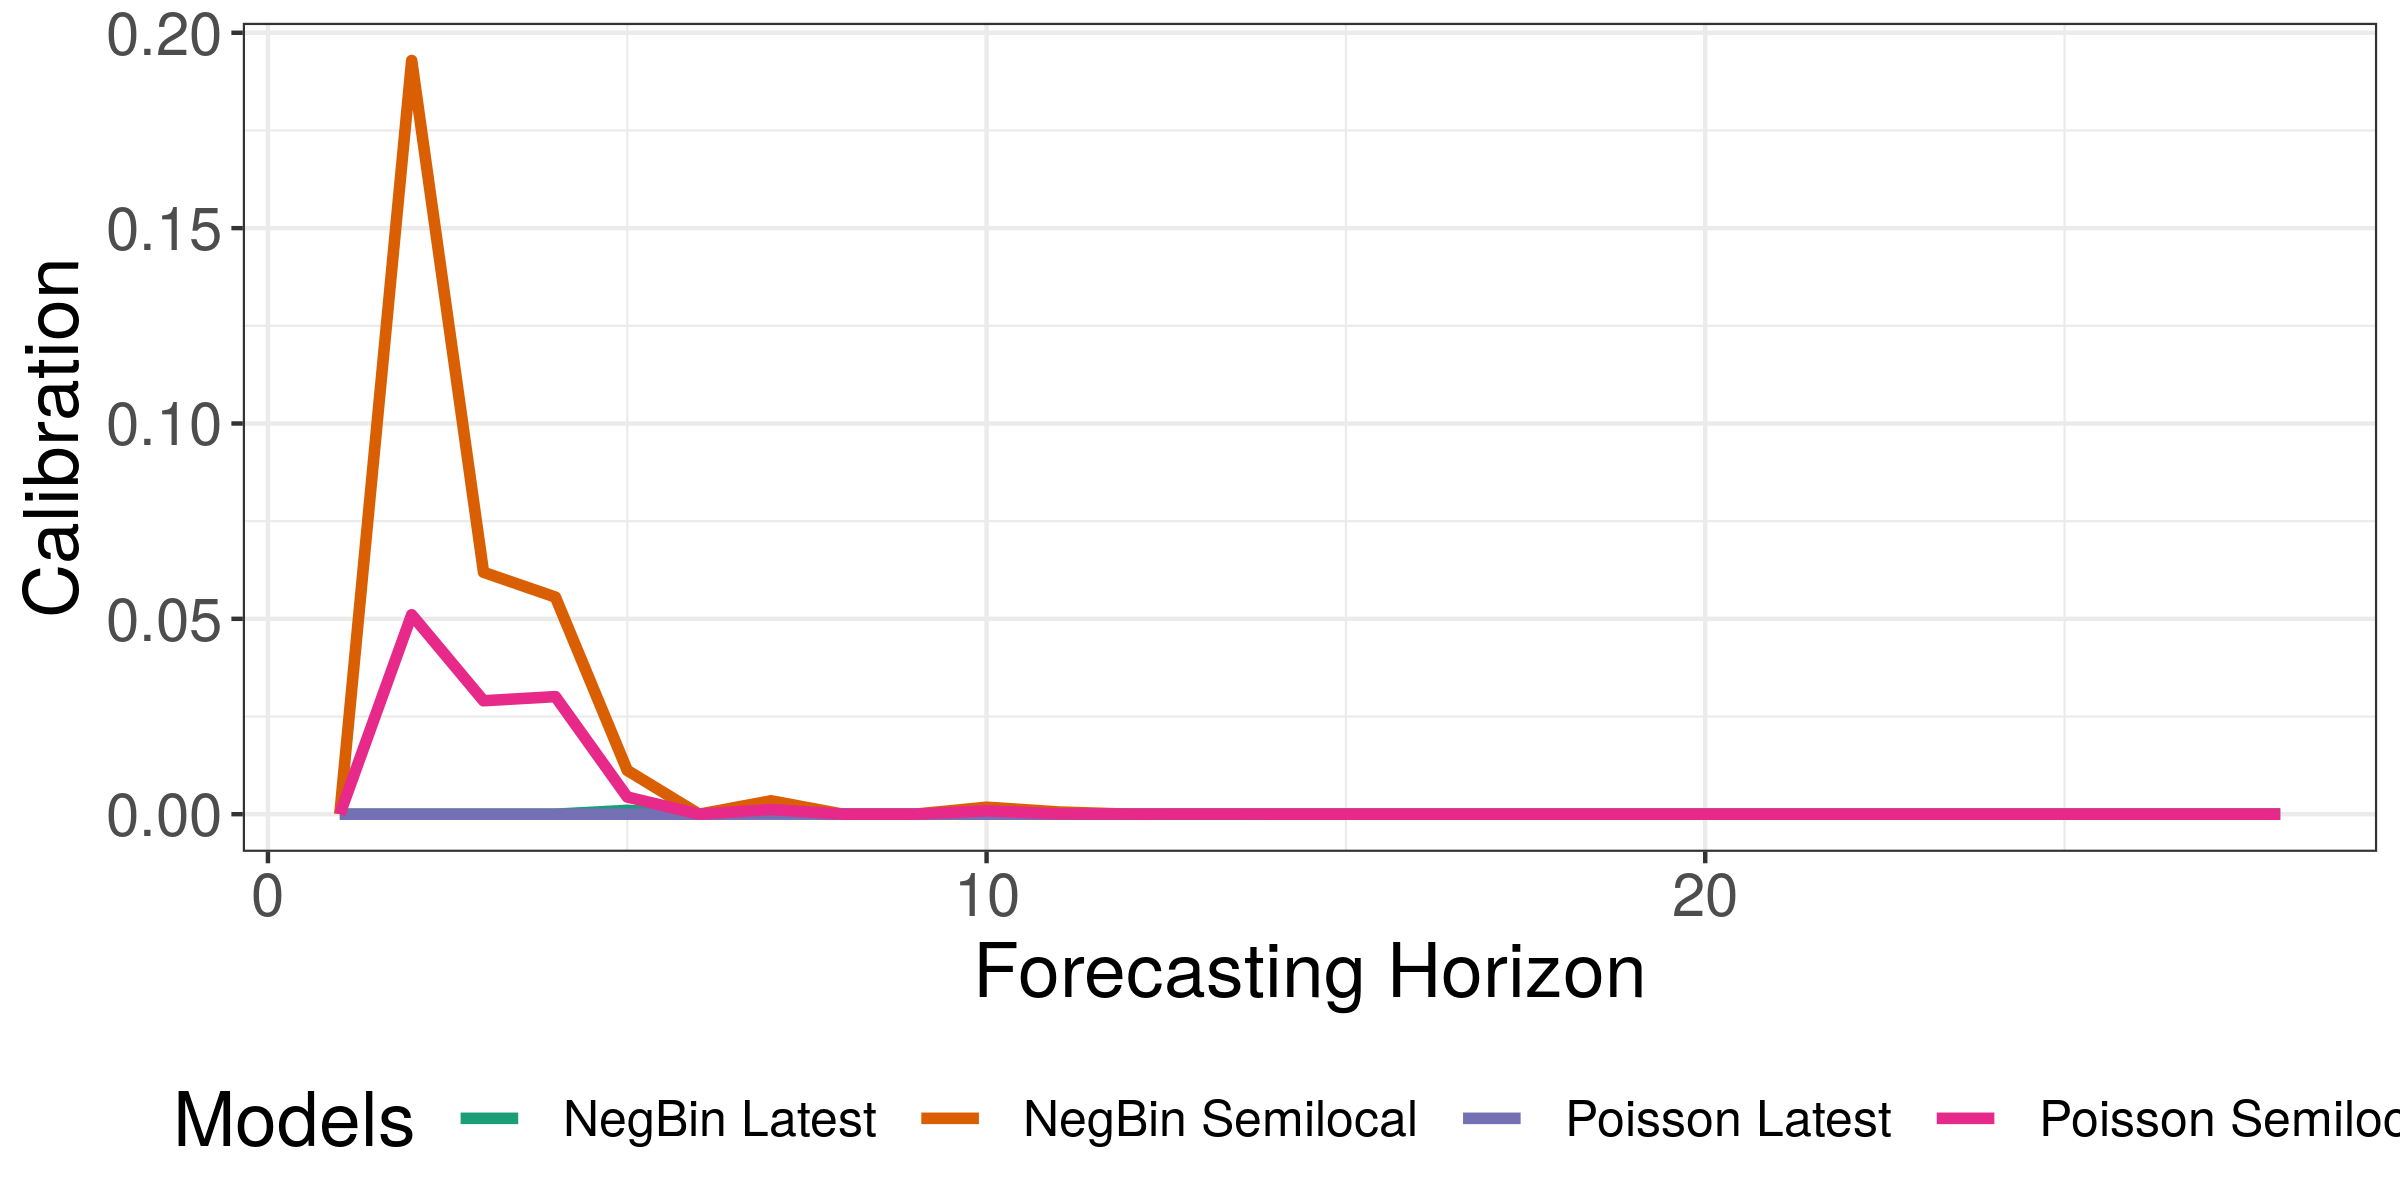 0.20
0.15
0.10
0.05
0.00
Calibration
0 10 20
Forecasting Horizon
Models NegBin Latest NegBin Semilocal Poisson Latest Poisson